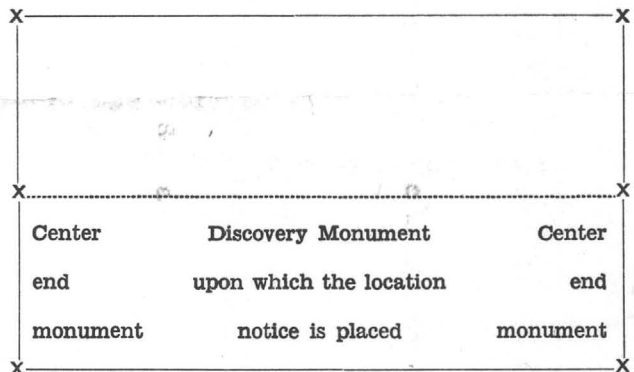 X X
X X
Center Discovery Monument Center
end upon which the location end
monument notice is placed monument
X X